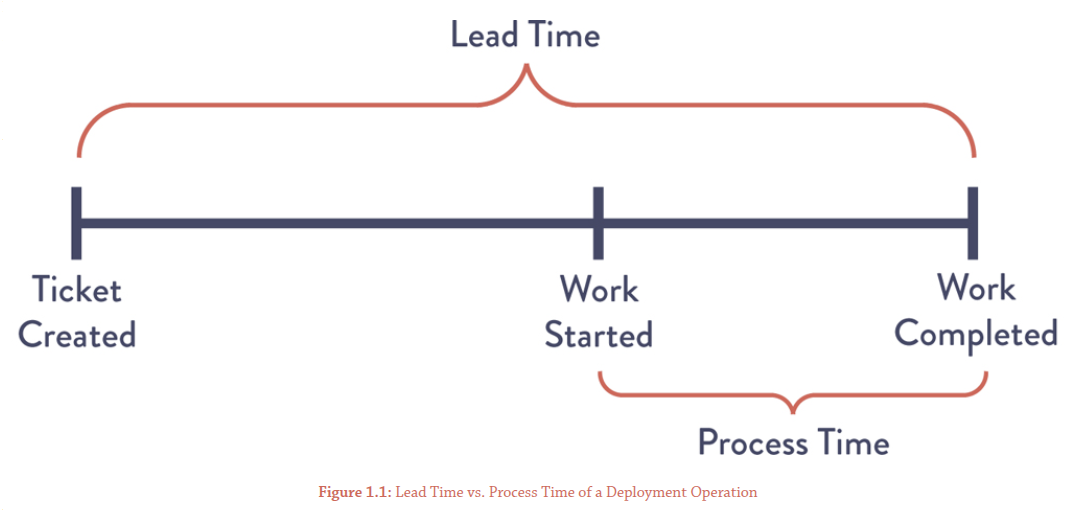 Lead Time
Ticket
Created
Work
Started
Work
Completed
Process Time
Figure 1.1: Lead Time vs. Process Time of a Deployment Operation